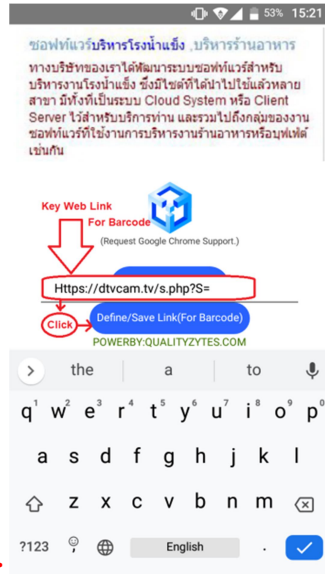 53% 15:21
ซอฟท์แวร์บริหารโรงน้ำแข็ง ,บริหารร้านอาหาร
ทางบริษัทของเราได้พัฒนาระบบซอฟท์แวร์สำหรับ
บริหารงานโรงน้ำแข็ง ซึ่งมีไซต์ที่ได้นำไปใช้แล้วหลาย
สาขา มีทั้งที่เป็นระบบ Cloud System หรือ Client
Server ไว้สำหรับบริการท่าน และรวมไปถึงกลุ่มของงาน
ซอฟท์แวร์ที่ใช้งานการบริหารงานร้านอาหารหรือบุฟเฟ่ต์
เช่นกัน
Key Web Link
For Barcode
(Request Google Chrome Support.)
Https://dtvcam.tv/s.php?S=
Click
Define/Save Link(For Barcode)
POWERBY:QUALITYZYTES.COM
the a to
q1 w2 e3 r4 t5 y6 u7 i8 o9 p0
a s d f g h j k l
z x c v b n m
?123 , English .